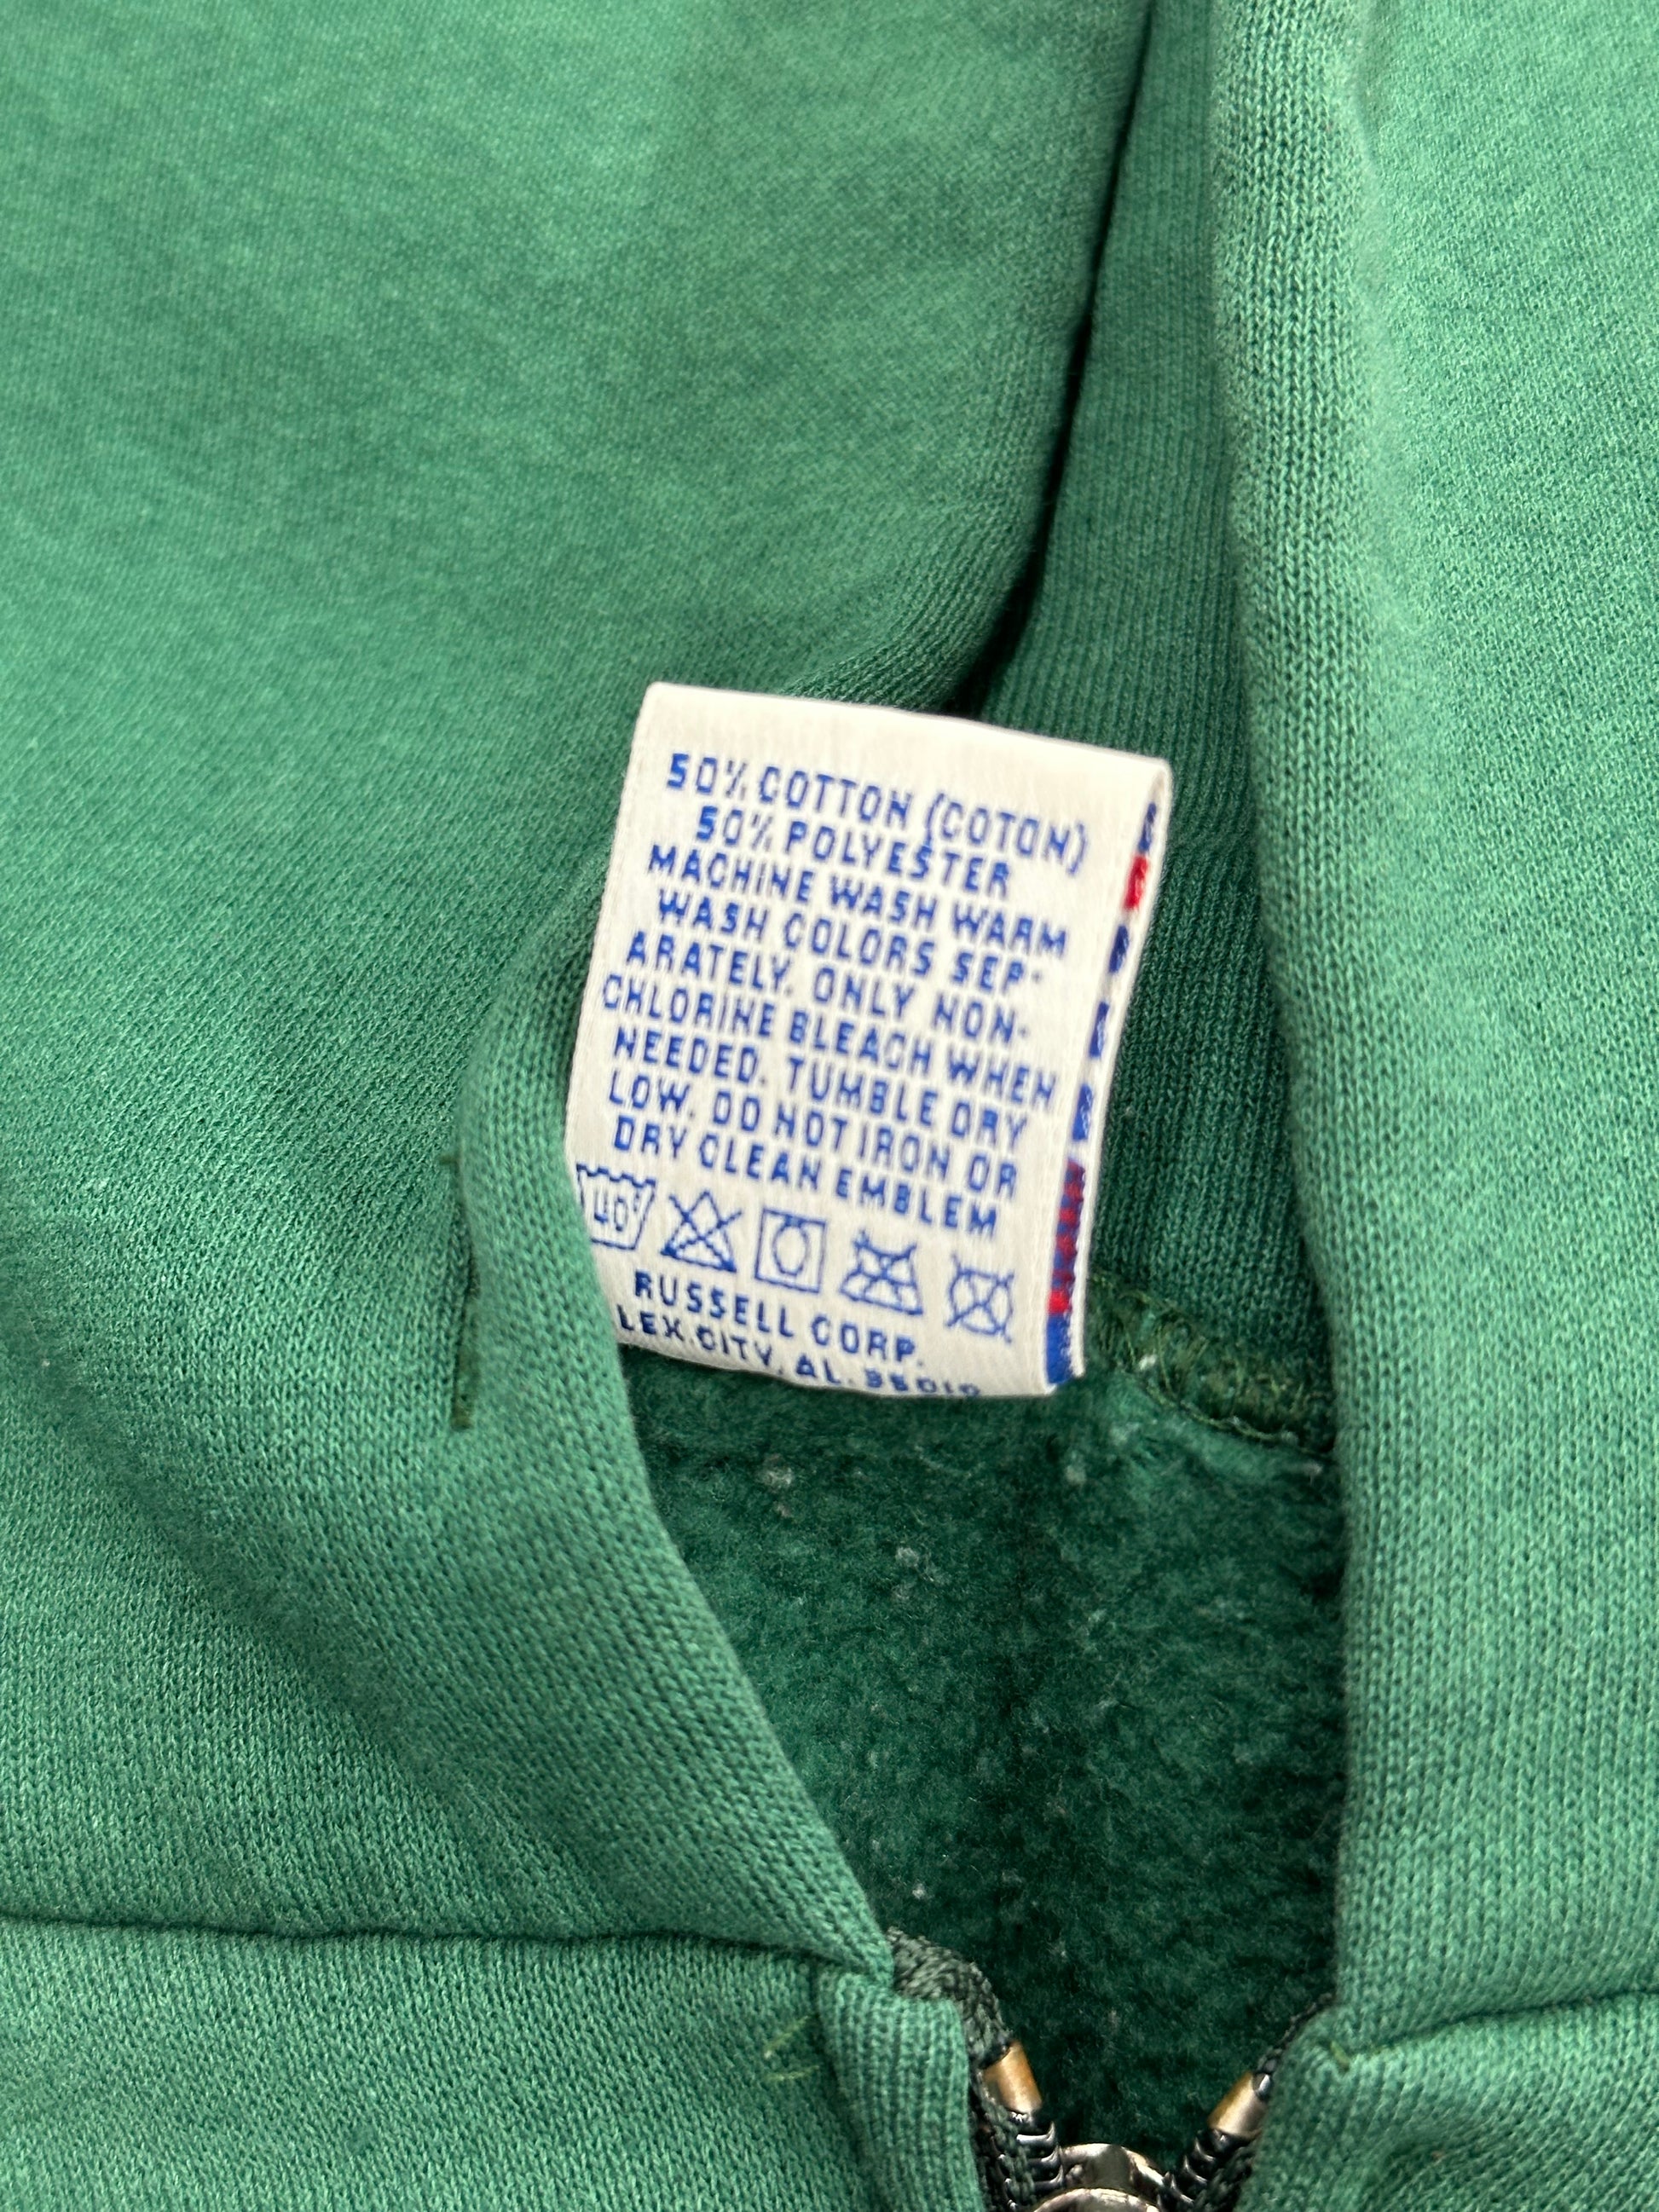 50% COTTON (COTON)
50% POLYESTER
MACHINE WASH WARM
WASH COLORS SEP-
ARATELY. ONLY NON-
CHLORINE BLEACH WHEN
NEEDED. TUMBLE DRY
LOW. DO NOT IRON OR
DRY CLEAN EMBLEM
40°
RUSSELL CORP.
LEX.CITY, AL. 35010